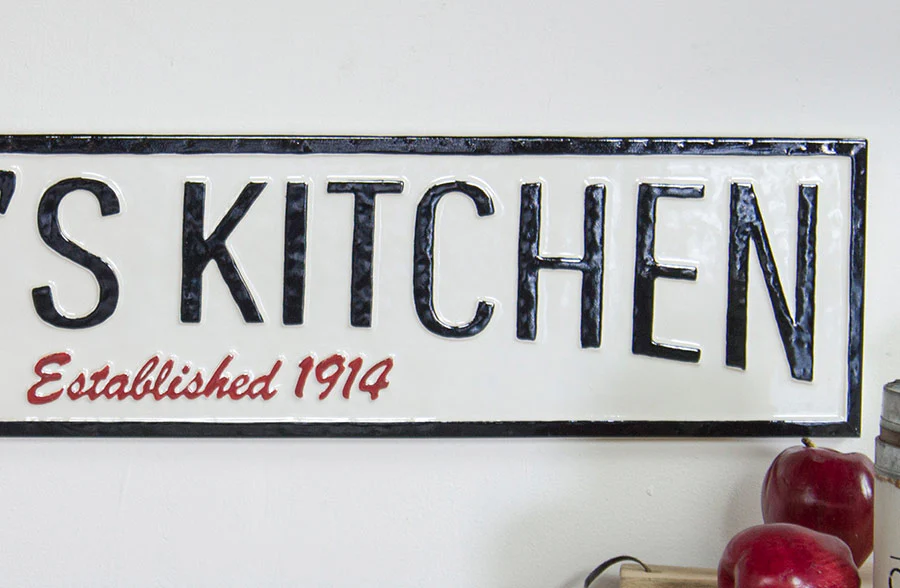 'S KITCHEN
Established 1914